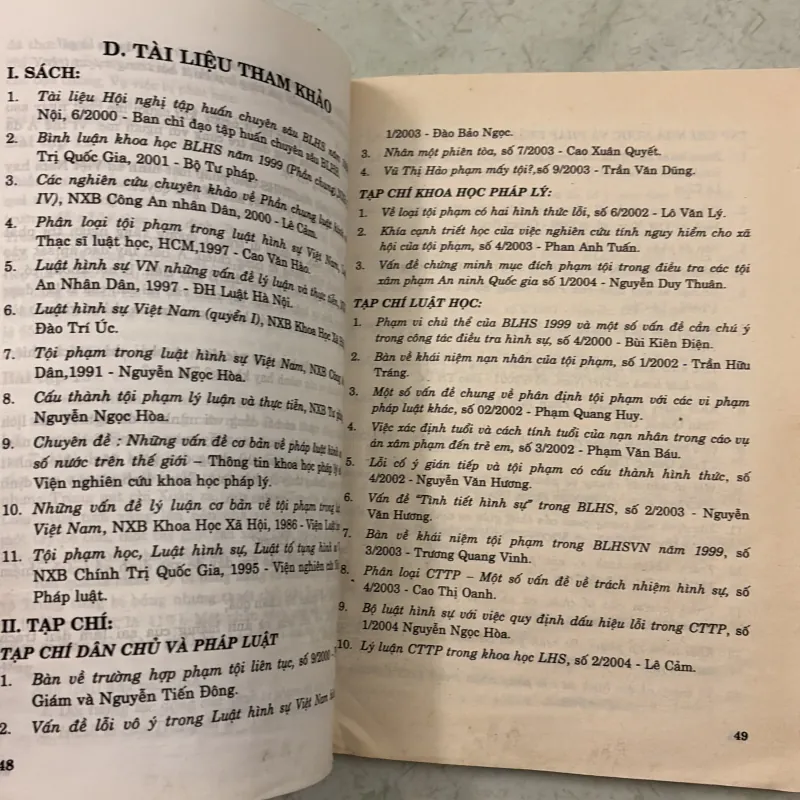 D. TÀI LIỆU THAM KHẢO
I. SÁCH:
1. Tài liệu Hội nghị tập huấn chuyên sâu BLHS năm
Nội, 6/2000 - Ban chỉ đạo tập huấn chuyên sâu BLHS
2. Bình luận khoa học BLHS năm 1999 (Phần chung),
Trị Quốc Gia, 2001 - Bộ Tư pháp.
3. Các nghiên cứu chuyên khảo về Phần chung luật hình
IV), NXB Công An nhân Dân, 2000 - Lê Cảm.
4. Phân loại tội phạm trong luật hình sự Việt Nam,
Thạc sĩ luật học, HCM,1997 - Cao Văn Hào.
5. Luật hình sự VN những vấn đề lý luận và thực tiễn,
An Nhân Dân, 1997 - ĐH Luật Hà Nội.
6. Luật hình sự Việt Nam (quyển I), NXB Khoa Học Xã
Đào Trí Úc.
7. Tội phạm trong luật hình sự Việt Nam, NXB Công
Dân,1991 - Nguyễn Ngọc Hòa.
8. Cấu thành tội phạm lý luận và thực tiễn, NXB Tư
Nguyễn Ngọc Hòa.
9. Chuyên đề : Những vấn đề cơ bản về pháp luật hình
số nước trên thế giới – Thông tin khoa học pháp lý
Viện nghiên cứu khoa học pháp lý.
10. Những vấn đề lý luận cơ bản về tội phạm trong
Việt Nam, NXB Khoa Học Xã Hội, 1986 - Viện Luật
11. Tội phạm học, Luật hình sự, Luật tố tụng hình
NXB Chính Trị Quốc Gia, 1995 - Viện nghiên cứu
Pháp luật.
II. TẠP CHÍ:
TẠP CHÍ DÂN CHỦ VÀ PHÁP LUẬT
1. Bàn về trường hợp phạm tội liên tục, số 9/2000 -
Giám và Nguyễn Tiến Đông.
2. Vấn đề lỗi vô ý trong Luật hình sự Việt Nam
48
1/2003 - Đào Bảo Ngọc.
3. Nhân một phiên tòa, số 7/2003 - Cao Xuân Quyết.
4. Vũ Thị Hảo phạm mấy tội?,số 9/2003 - Trần Văn Dũng.
TẠP CHÍ KHOA HỌC PHÁP LÝ:
1. Về loại tội phạm có hai hình thức lỗi, số 6/2002 - Lô Văn Lý.
2. Khía cạnh triết học của việc nghiên cứu tính nguy hiểm cho xã
hội của tội phạm, số 4/2003 - Phan Anh Tuấn.
3. Vấn đề chứng minh mục đích phạm tội trong điều tra các tội
xâm phạm An ninh Quốc gia số 1/2004 - Nguyễn Duy Thuân.
TẠP CHÍ LUẬT HỌC:
1. Phạm vi chủ thể của BLHS 1999 và một số vấn đề cần chú ý
trong công tác điều tra hình sự, số 4/2000 - Bùi Kiên Điện.
2. Bàn về khái niệm nạn nhân của tội phạm, số 1/2002 - Trần Hữu
Tráng.
3. Một số vấn đề chung về phân định tội phạm với các vi phạm
pháp luật khác, số 02/2002 - Phạm Quang Huy.
4. Việc xác định tuổi và cách tính tuổi của nạn nhân trong các vụ
án xâm phạm đến trẻ em, số 3/2002 - Phạm Văn Báu.
5. Lỗi cố ý gián tiếp và tội phạm có cấu thành hình thức, số
4/2002 - Nguyễn Văn Hương.
6. Vấn đề "Tình tiết hình sự" trong BLHS, số 2/2003 - Nguyễn
Văn Hương.
7. Bàn về khái niệm tội phạm trong BLHSVN năm 1999, số
3/2003 - Trương Quang Vinh.
8. Phân loại CTTP – Một số vấn đề về trách nhiệm hình sự, số
4/2003 - Cao Thị Oanh.
9. Bộ luật hình sự với việc quy định dấu hiệu lỗi trong CTTP, số
1/2004 Nguyễn Ngọc Hòa.
10. Lý luận CTTP trong khoa học LHS, số 2/2004 - Lê Cảm.
49